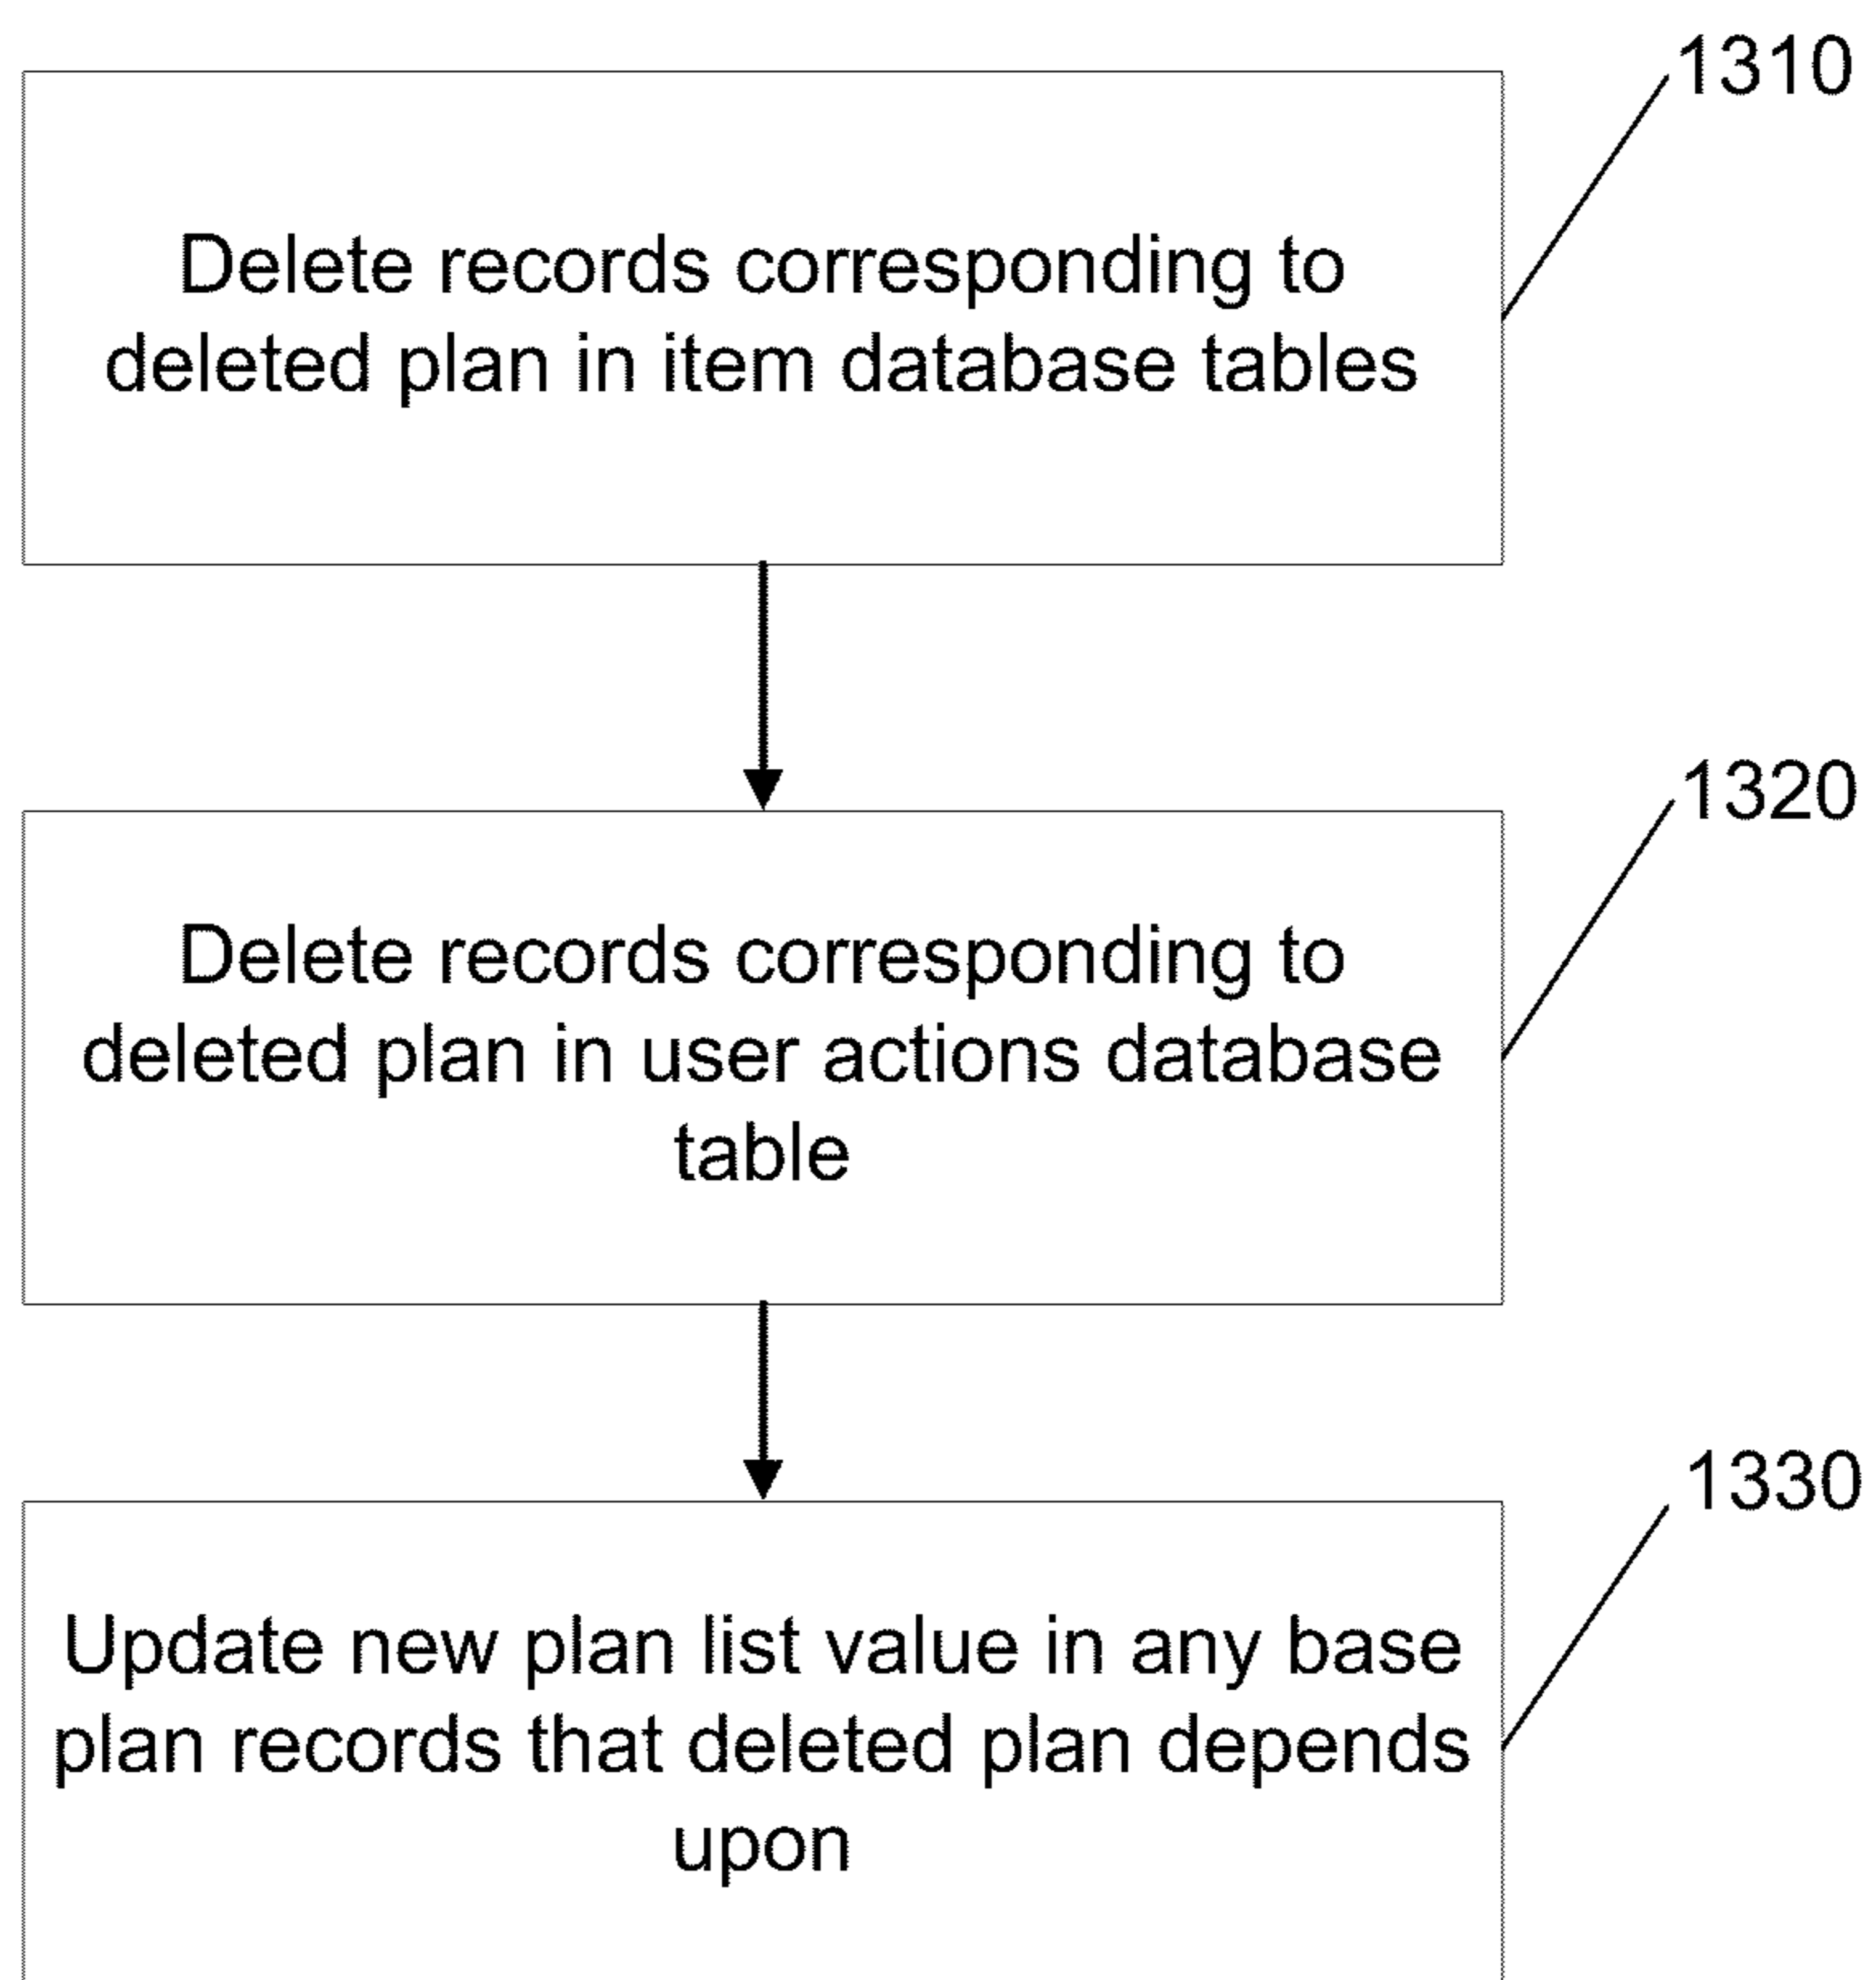 1310
Delete records corresponding to
deleted plan in item database tables
1320
Delete records corresponding to
deleted plan in user actions database
table
1330
Update new plan list value in any base
plan records that deleted plan depends
upon